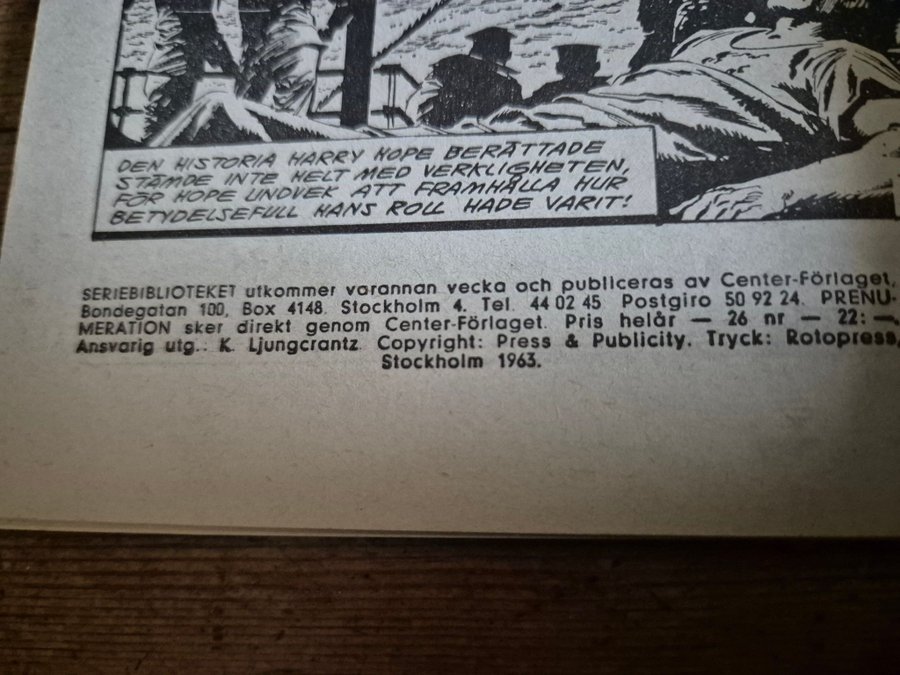 DEN HISTORIA HARRY HOPE BERÄTTADE
STÄMDE INTE HELT MED VERKLIGHETEN,
FÖR HOPE UNDVEK ATT FRAMHÅLLA HUR
BETYDELSEFULL HANS ROLL HADE VARIT!
SERIEBIBLIOTEKET utkommer varannan vecka och publiceras av Center-Förlaget,
Bondegatan 100, Box 4148. Stockholm 4. Tel. 44 02 45 Postgiro 50 92 24. PRENU-
MERATION sker direkt genom Center-Förlaget. Pris helår — 26 nr — 22: —.
Ansvarig utg.: K. Ljungcrantz. Copyright: Press & Publicity. Tryck: Rotopress,
Stockholm 1963.